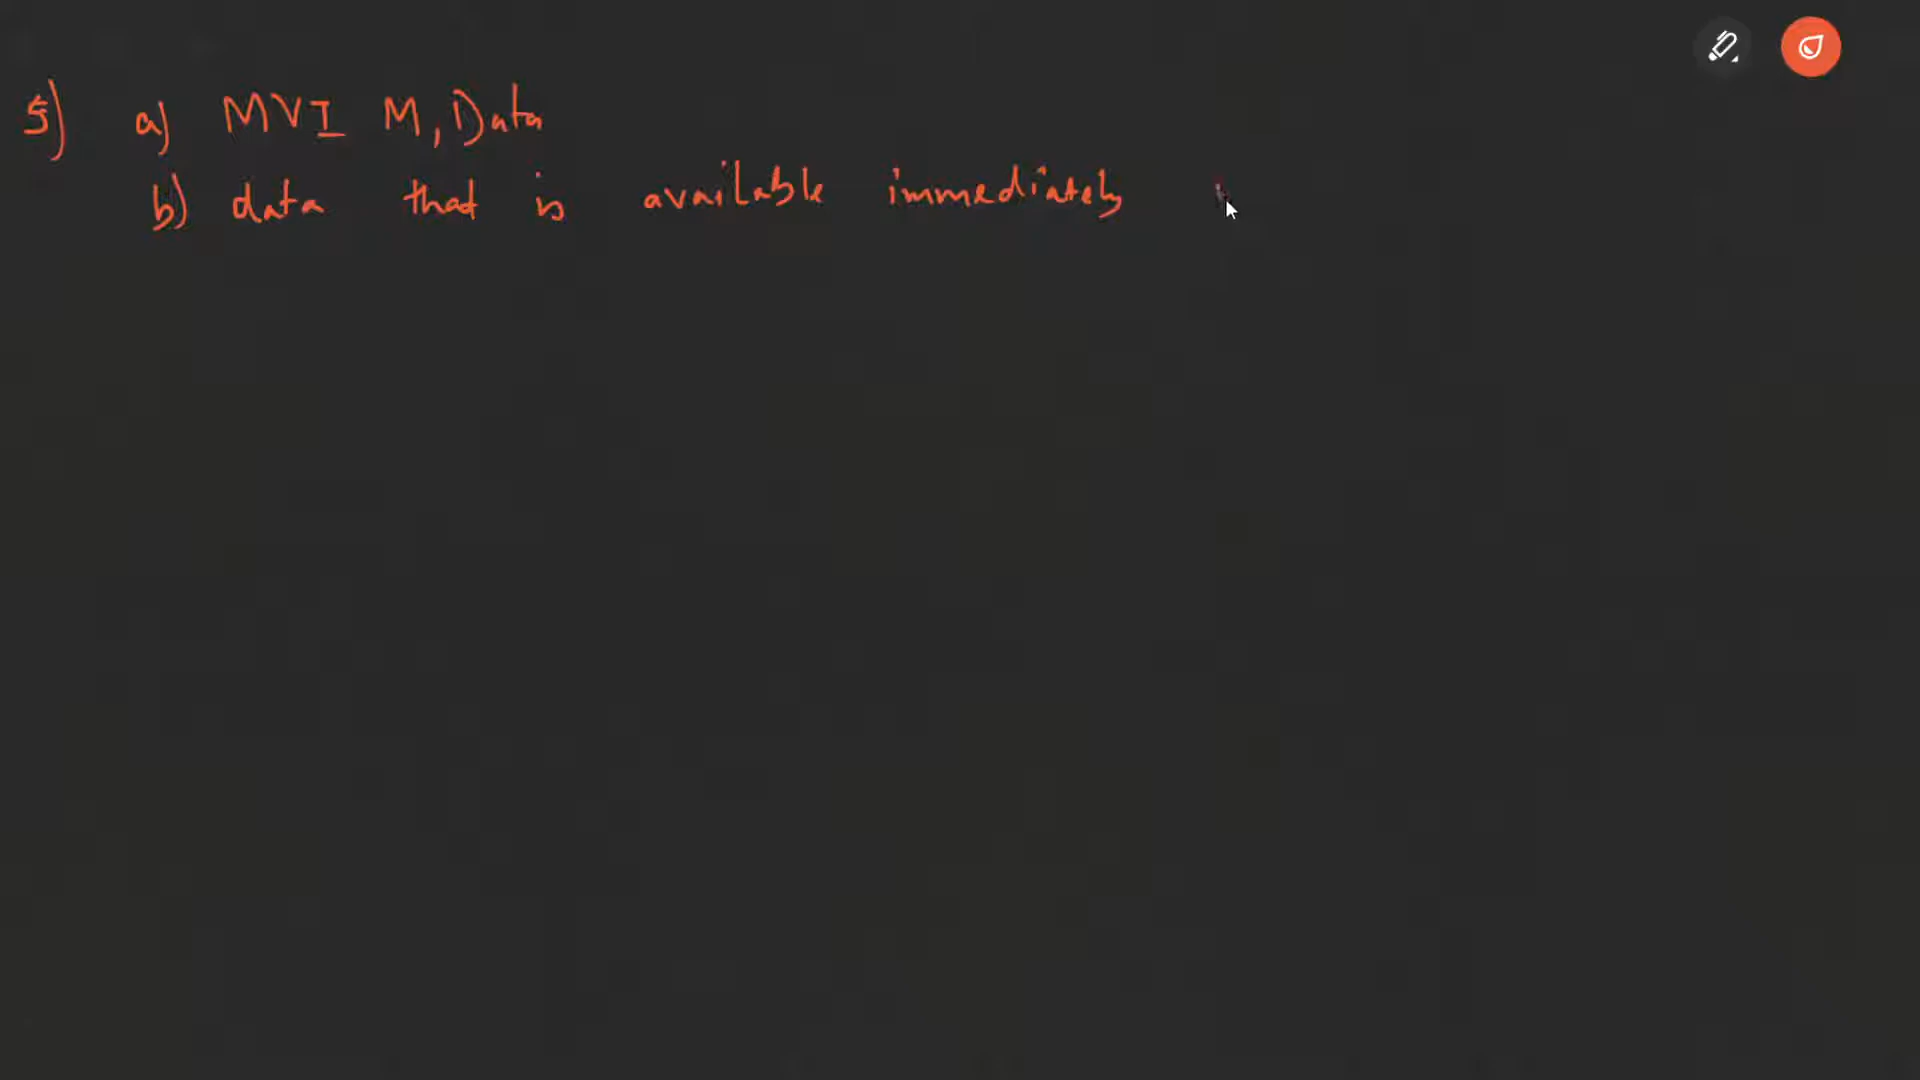 5) a) MVI M, Data
b) data that is available immediately